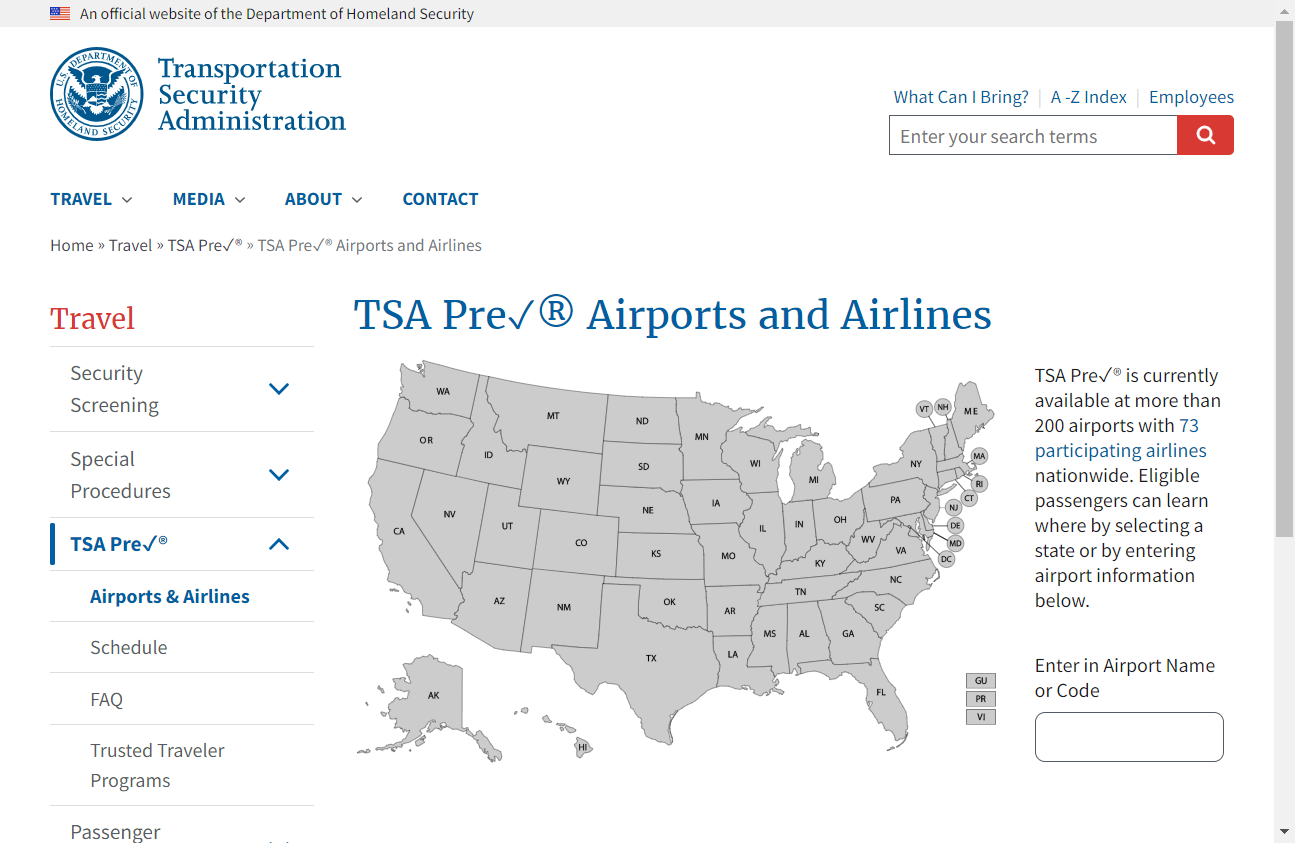 An official website of the Department of Homeland Security
U.S. DEPARTMENT OF HOMELAND SECURITY
Transportation
Security
Administration
What Can I Bring? | A -Z Index | Employees
Enter your search terms
TRAVEL MEDIA ABOUT CONTACT
Home » Travel » TSA Pre✓® » TSA Pre✓® Airports and Airlines
Travel
Security
Screening
Special
Procedures
TSA Pre✓®
Airports & Airlines
Schedule
FAQ
Trusted Traveler
Programs
Passenger
TSA Pre✓® Airports and Airlines
WA
MT
ND
MN
VT
NH
ME
OR
ID
SD
WI
MI
NY
MA
RI
CT
WY
NV
UT
NE
IA
IL
IN
OH
PA
NJ
DE
MD
DC
CA
CO
KS
MO
KY
WV
VA
AZ
NM
OK
AR
TN
NC
SC
TX
LA
MS
AL
GA
FL
AK
HI
GU
PR
VI
TSA Pre✓® is currently
available at more than
200 airports with 73
participating airlines
nationwide. Eligible
passengers can learn
where by selecting a
state or by entering
airport information
below.
Enter in Airport Name
or Code